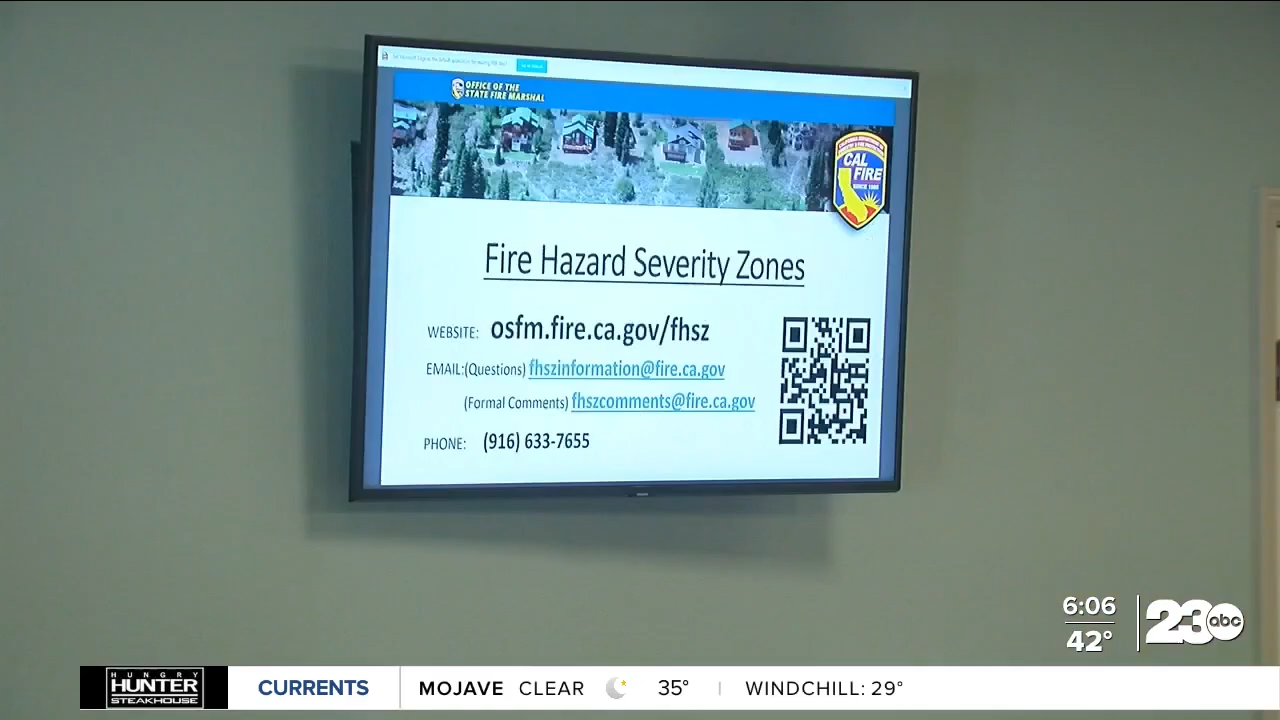 OFFICE OF THE
STATE FIRE MARSHAL
CAL
FIRE
SINCE 1885
Fire Hazard Severity Zones
WEBSITE: osfm.fire.ca.gov/fhsz
EMAIL:(Questions) fhszinformation@fire.ca.gov
(Formal Comments) fhszcomments@fire.ca.gov
PHONE: (916) 633-7655
6:06
42°
23 abc
HUNGRY
HUNTER
STEAKHOUSE
CURRENTS
MOJAVE CLEAR 35° WINDCHILL: 29°